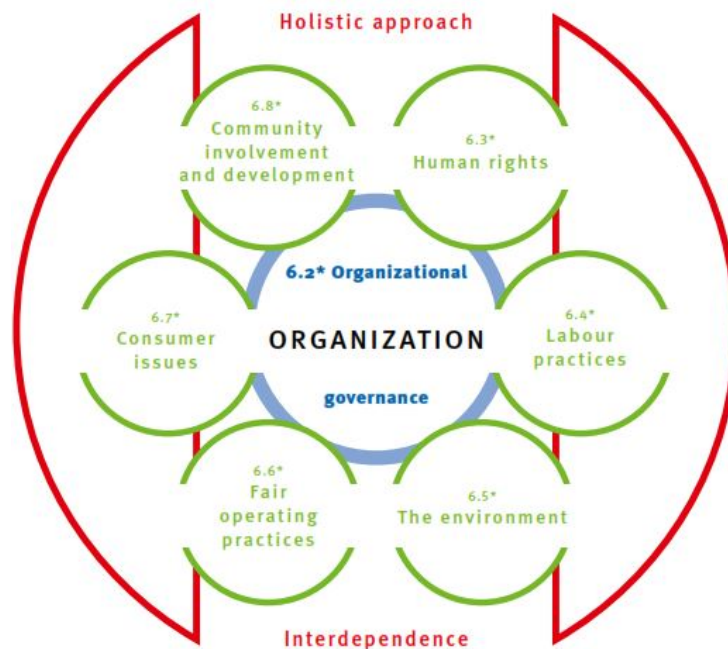 Holistic approach
6.8*
Community
involvement
and development
6.3*
Human rights
6.2* Organizational
ORGANIZATION
governance
6.7*
Consumer
issues
6.4*
Labour
practices
6.6*
Fair
operating
practices
6.5*
The environment
Interdependence